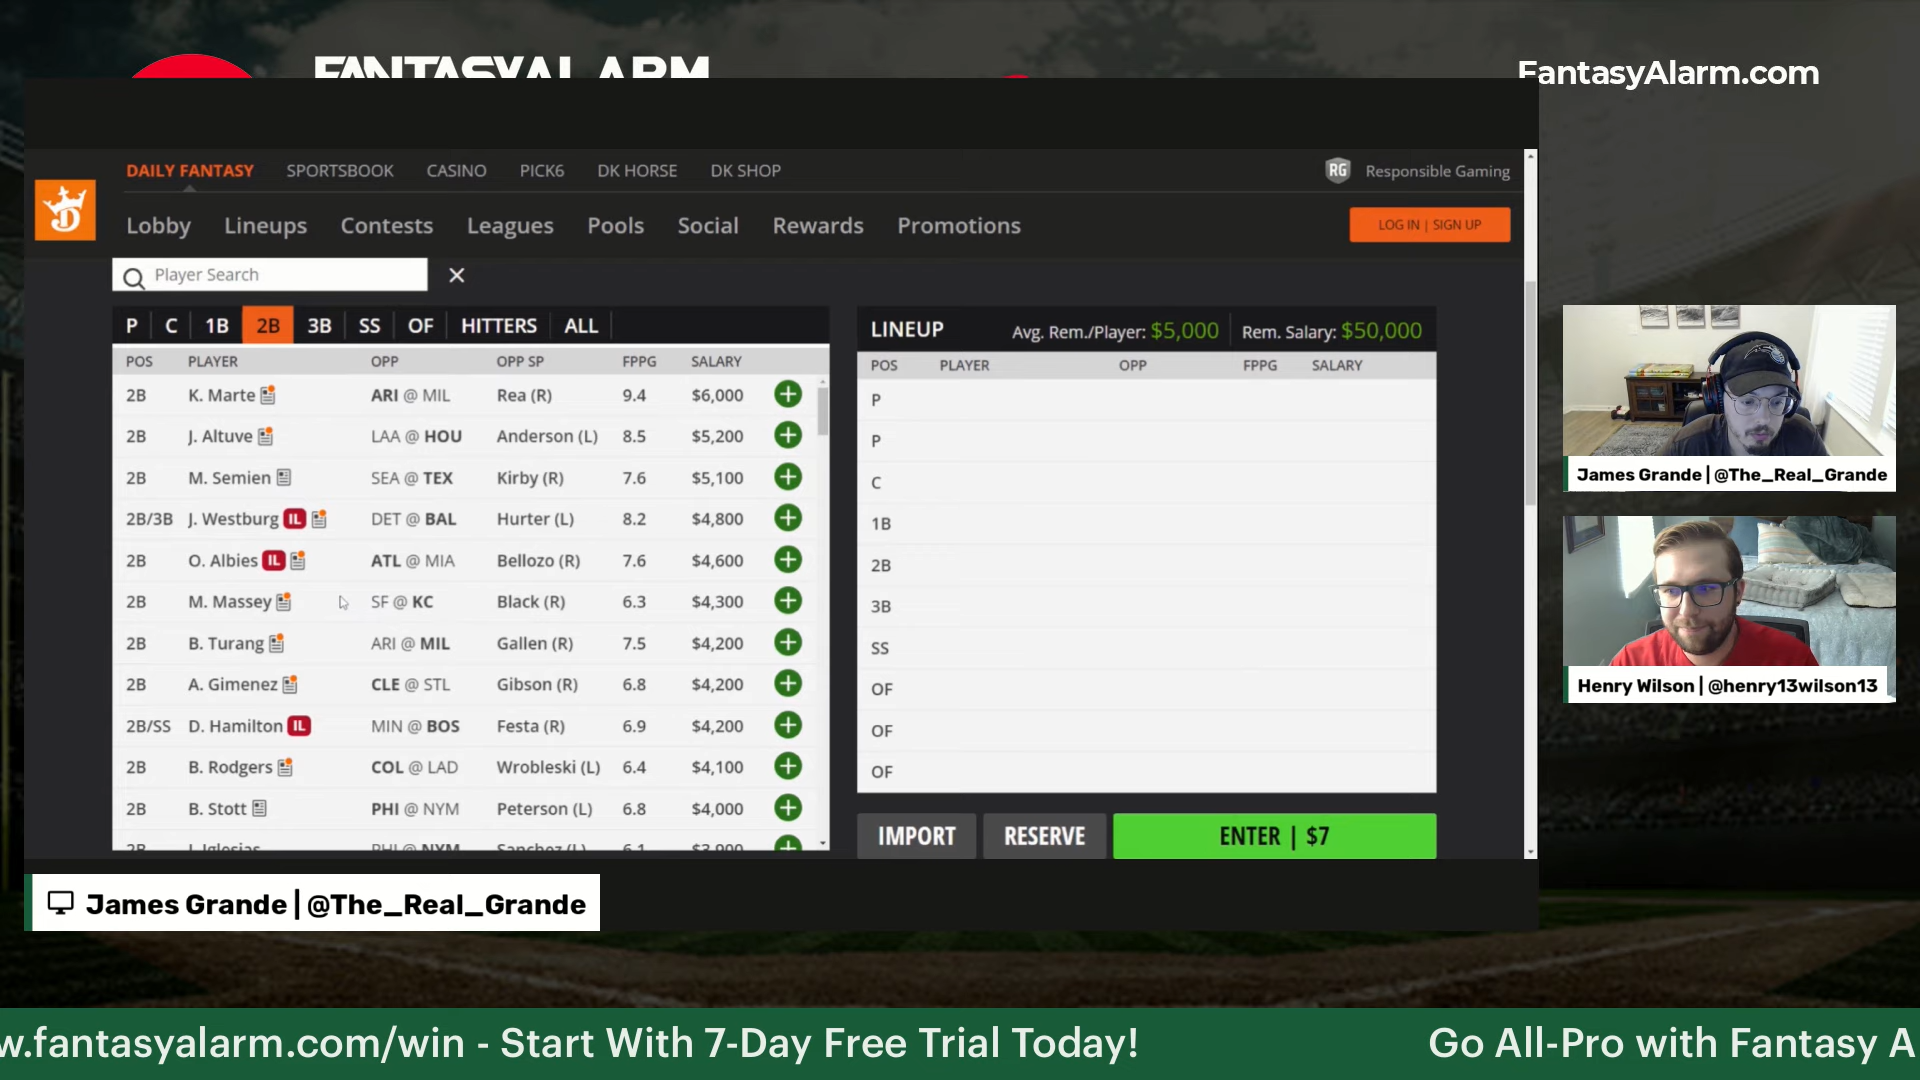 FANTASYALARM
FantasyAlarm.com
DAILY FANTASY SPORTSBOOK CASINO PICK6 DK HORSE DK SHOP
RG Responsible Gaming
Lobby Lineups Contests Leagues Pools Social Rewards Promotions
LOG IN | SIGN UP
Player Search
P C 1B 2B 3B SS OF HITTERS ALL
POS PLAYER OPP OPP SP FPPG SALARY
2B K. Marte ARI @ MIL Rea (R) 9.4 $6,000
2B J. Altuve LAA @ HOU Anderson (L) 8.5 $5,200
2B M. Semien SEA @ TEX Kirby (R) 7.6 $5,100
2B/3B J. Westburg IL DET @ BAL Hurter (L) 8.2 $4,800
2B O. Albies IL ATL @ MIA Bellozo (R) 7.6 $4,600
2B M. Massey SF @ KC Black (R) 6.3 $4,300
2B B. Turang ARI @ MIL Gallen (R) 7.5 $4,200
2B A. Gimenez CLE @ STL Gibson (R) 6.8 $4,200
2B/SS D. Hamilton IL MIN @ BOS Festa (R) 6.9 $4,200
2B B. Rodgers COL @ LAD Wrobleski (L) 6.4 $4,100
2B B. Stott PHI @ NYM Peterson (L) 6.8 $4,000
2B J. Iglesias PHI @ NYM Sanchez (L) 6.1 $3,900
LINEUP Avg. Rem./Player: $5,000 Rem. Salary: $50,000
POS PLAYER OPP FPPG SALARY
P
P
C
1B
2B
3B
SS
OF
OF
OF
IMPORT RESERVE ENTER | $7
James Grande | @The_Real_Grande
Henry Wilson | @henry13wilson13
James Grande | @The_Real_Grande
w.fantasyalarm.com/win - Start With 7-Day Free Trial Today! Go All-Pro with Fantasy A